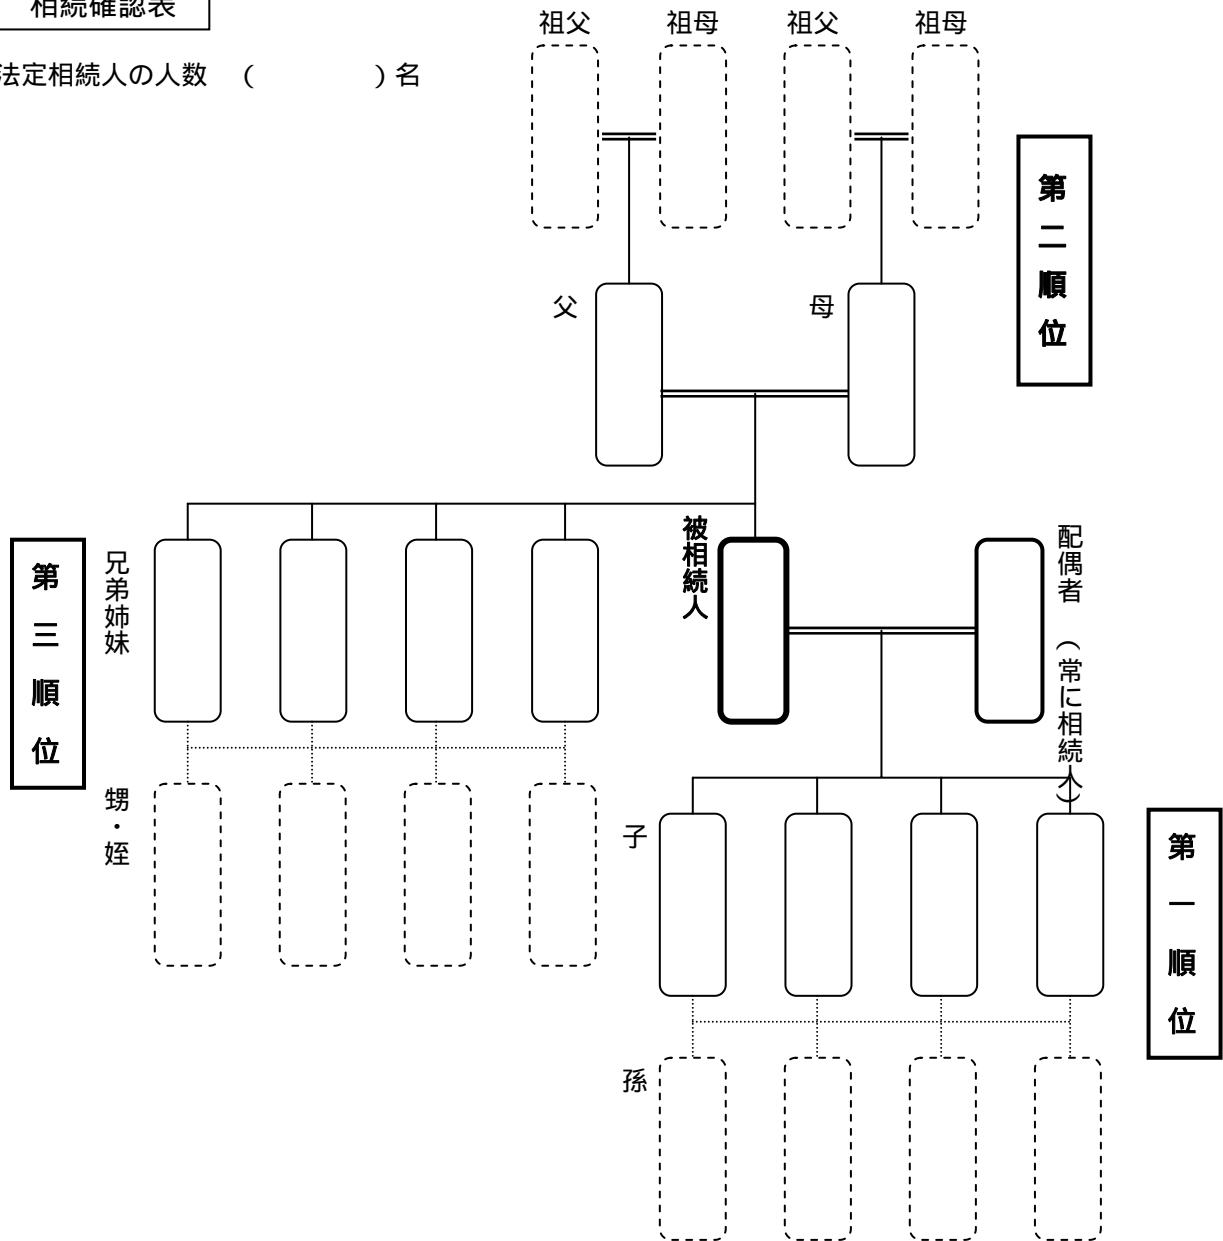 相続確認表
祖父 祖母 祖父 祖母
法定相続人の人数 ( ) 名
第二順位
父
母
被相続人
配偶者 (常に相続人)
第三順位
兄弟姉妹
甥・姪
子
第一順位
孫